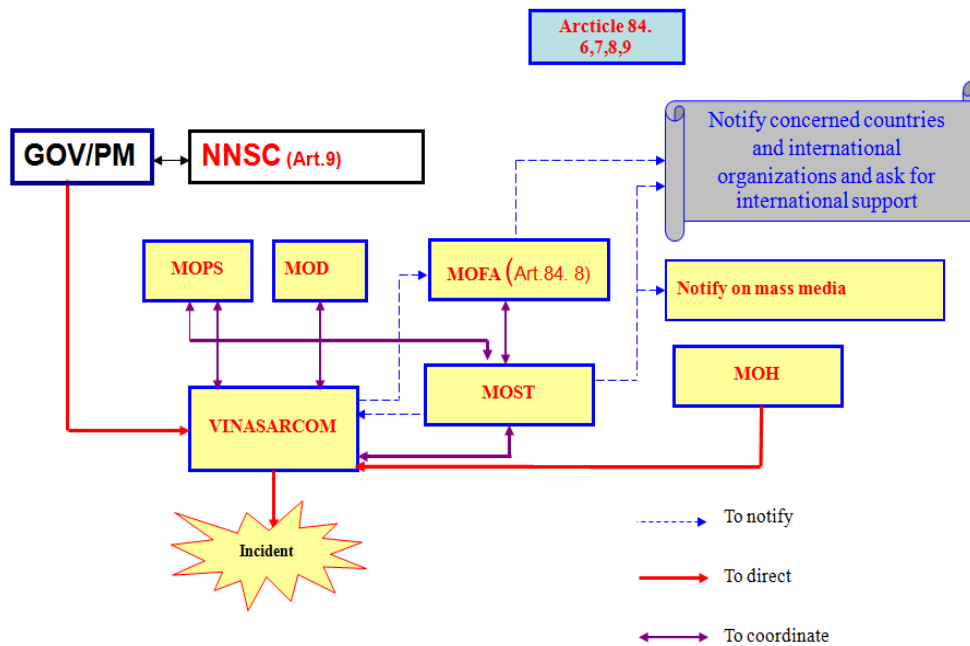 Arcticle 84.
6,7,8,9
Notify concerned countries
and international
organizations and ask for
international support
GOV/PM
NNSC (Art.9)
MOPS
MOD
MOFA (Art.84. 8)
Notify on mass media
MOST
MOH
VINASARCOM
Incident
To notify
To direct
To coordinate